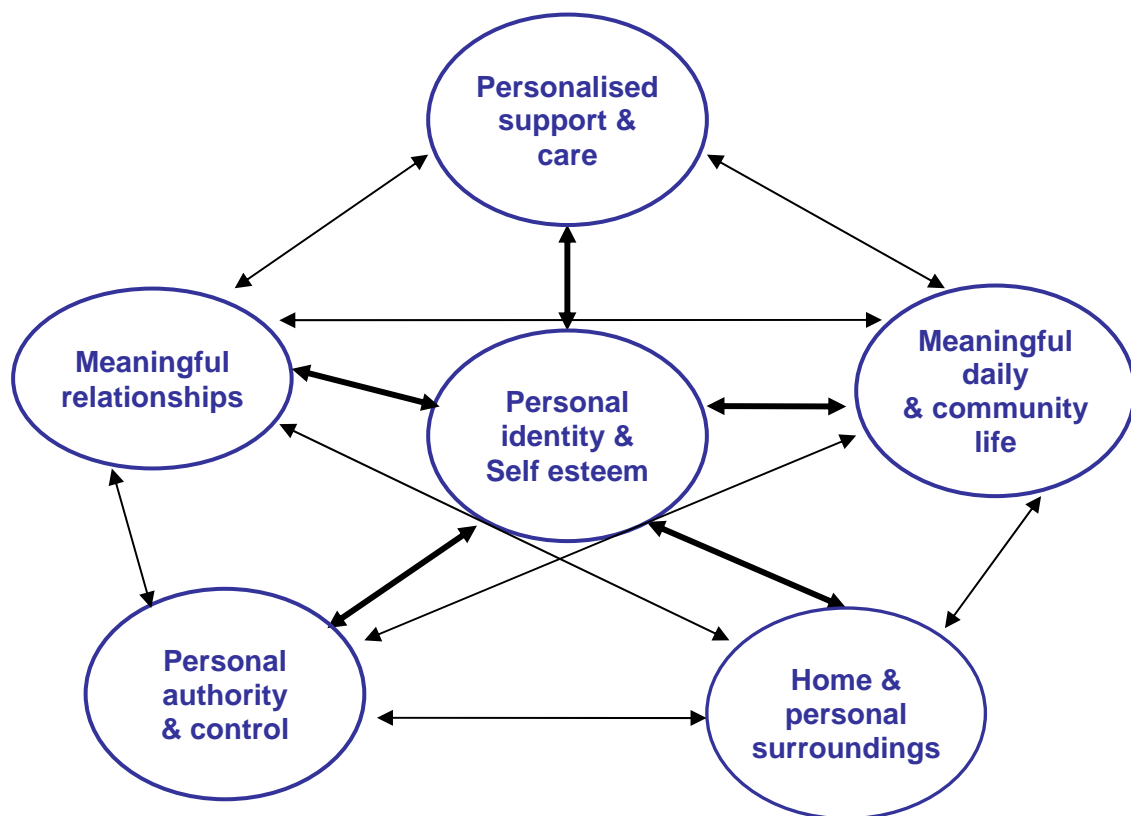 Personalised
support &
care
Meaningful
relationships
Personal
identity &
Self esteem
Meaningful
daily
& community
life
Personal
authority
& control
Home &
personal
surroundings